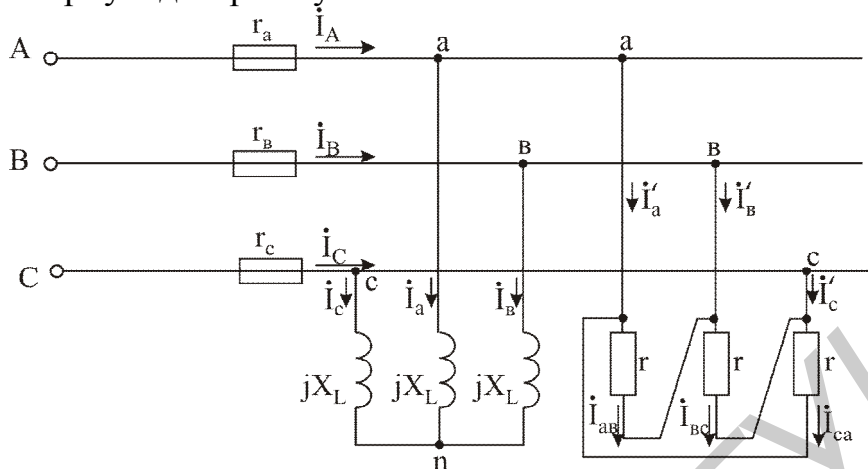 A r_a İ_A a a
B r_в İ_B в в
İ'_a İ'_в
C r_c İ_C c c
İ_c İ_a İ_в İ'_c
jX_L jX_L jX_L r r r
İ_aв İ_вc İ_ca
n